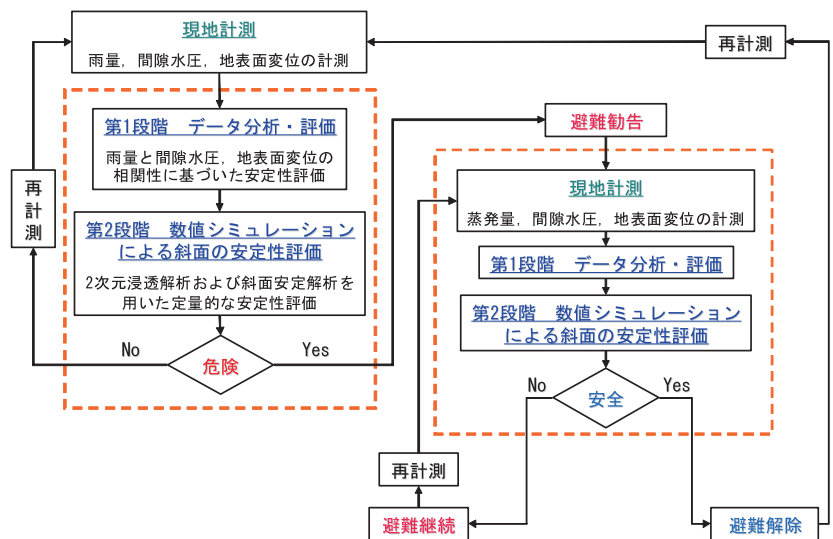 現地計測
雨量，間隙水圧，地表面変位の計測
再計測
第1段階　データ分析・評価
雨量と間隙水圧，地表面変位の
相関性に基づいた安定性評価
再
計
測
第2段階　数値シミュレーション
による斜面の安定性評価
2次元浸透解析および斜面安定解析を
用いた定量的な安定性評価
No
危険
Yes
避難勧告
現地計測
蒸発量，間隙水圧，地表面変位の計測
第1段階　データ分析・評価
第2段階　数値シミュレーション
による斜面の安定性評価
No
安全
Yes
再計測
避難継続
避難解除